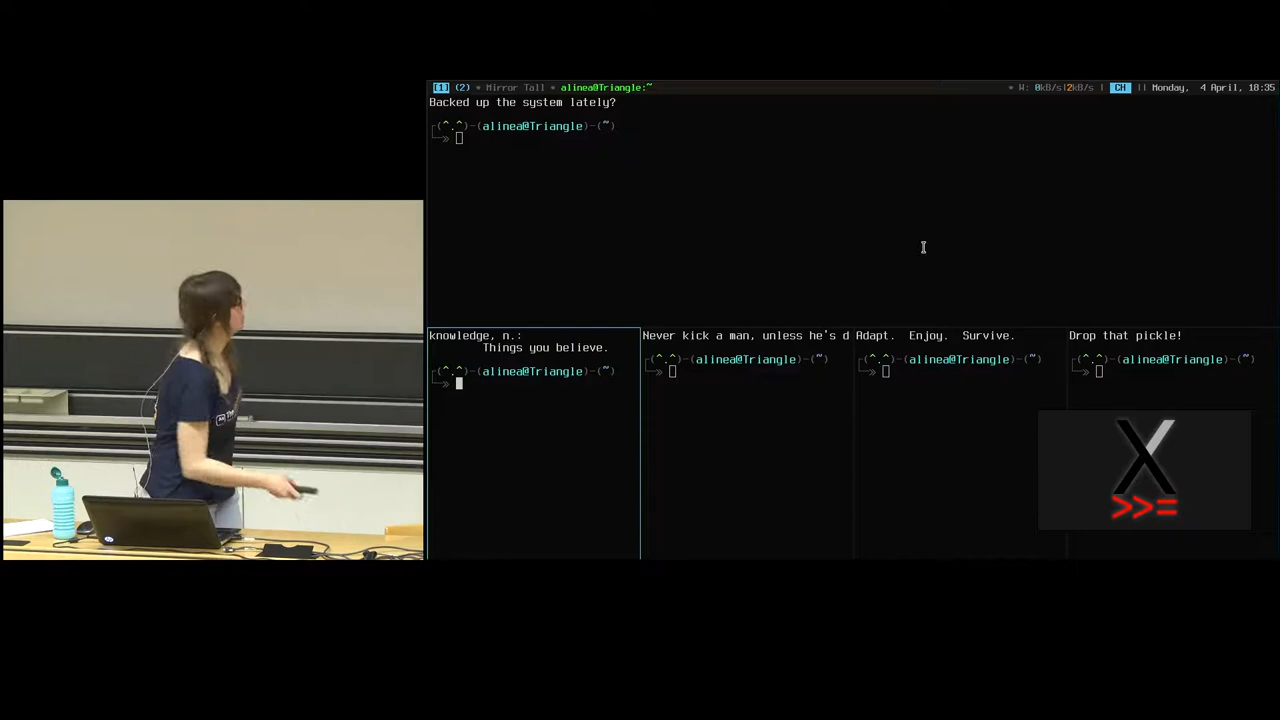 [1] (2) * Mirror Tall * alinea@Triangle:~
* W: 0kB/s|2kB/s | CH || Monday, 4 April, 18:35
Backed up the system lately?
┌(^.^)-(alinea@Triangle)-(~)
└─»
knowledge, n.:
Things you believe.
┌(^.^)-(alinea@Triangle)-(~)
└─»
Never kick a man, unless he's d
┌(^.^)-(alinea@Triangle)-(~)
└─»
Adapt. Enjoy. Survive.
┌(^.^)-(alinea@Triangle)-(~)
└─»
Drop that pickle!
┌(^.^)-(alinea@Triangle)-(~)
└─»
X
>>=
hp